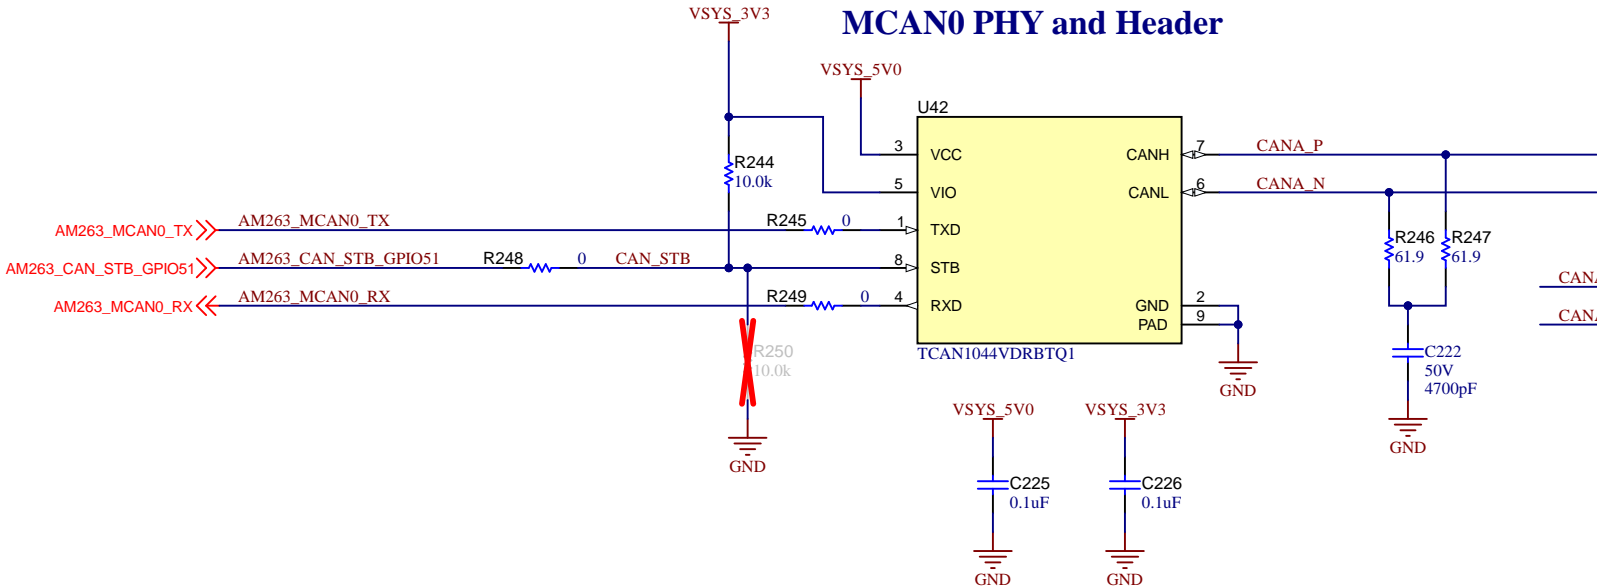 VSYS_3V3
MCAN0 PHY and Header
VSYS_5V0
U42
3 VCC
CANH 7 CANA_P
R244
10.0k
5 VIO
CANL 6 CANA_N
AM263_MCAN0_TX AM263_MCAN0_TX R245 0 1 TXD
R246 R247
61.9 61.9
AM263_CAN_STB_GPIO51 AM263_CAN_STB_GPIO51 R248 0 CAN_STB 8 STB
CANA
AM263_MCAN0_RX AM263_MCAN0_RX R249 0 4 RXD
GND 2
PAD 9
CANA
R250
10.0k
TCAN1044VDRBTQ1
C222
50V
4700pF
GND
GND
GND
VSYS_5V0 VSYS_3V3
C225 C226
0.1uF 0.1uF
GND GND